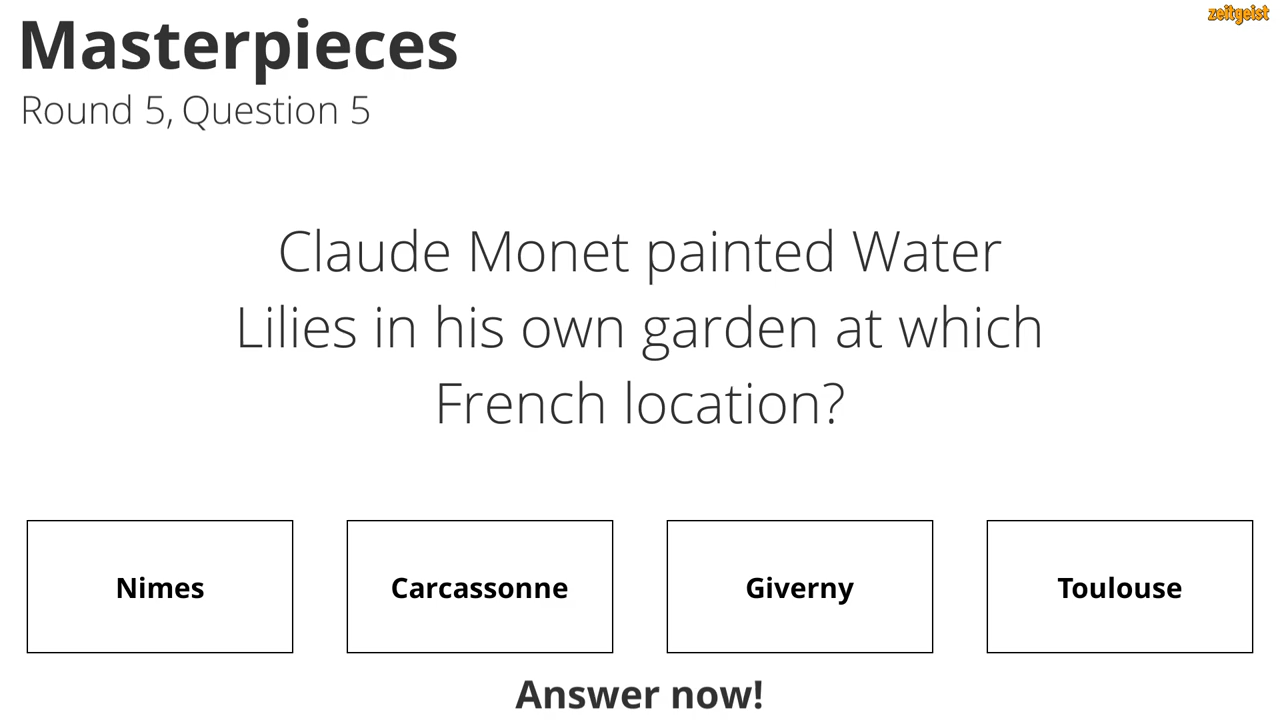 zeitgeist
Masterpieces
Round 5, Question 5
Claude Monet painted Water
Lilies in his own garden at which
French location?
Nimes
Carcassonne
Giverny
Toulouse
Answer now!